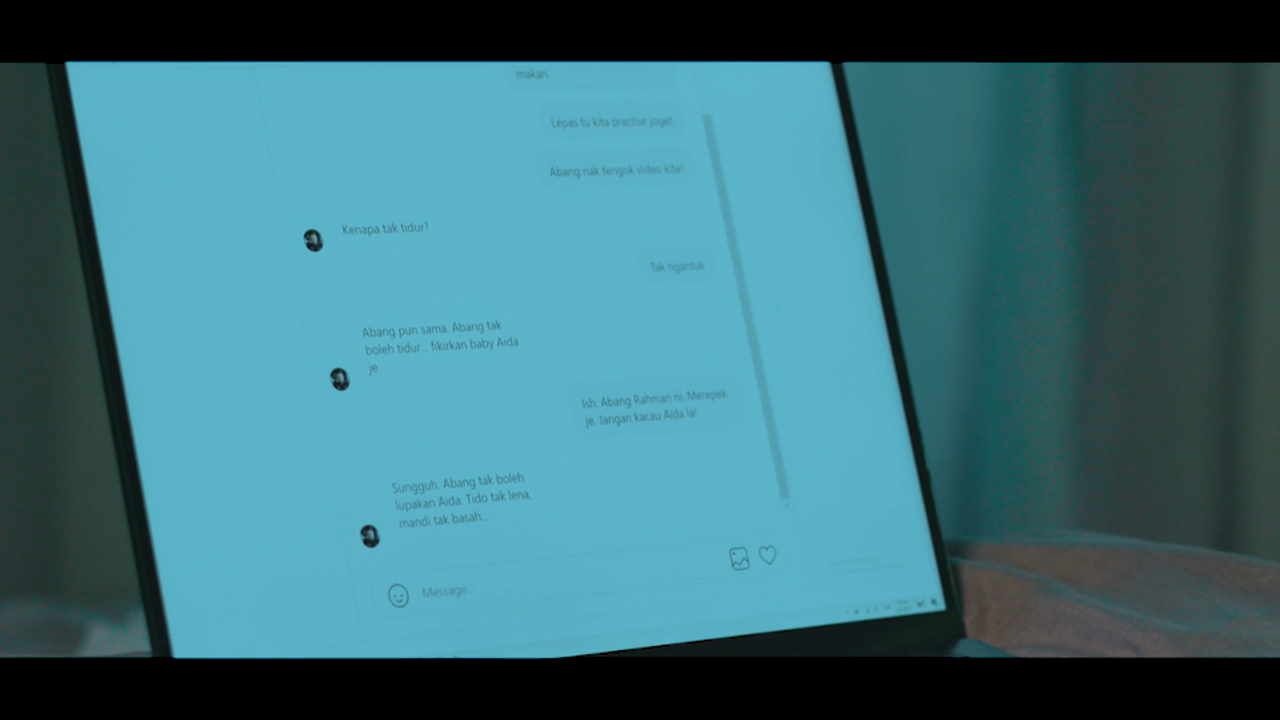 makan.
Lepas tu kita practise joget.
Abang nak tengok video kita?
Kenapa tak tidur?
Tak ngantuk
Abang pun sama. Abang tak
boleh tidur... fikirkan baby Aida
je.
Ish. Abang Rahman ni. Merepek
je. Jangan kacau Aida la!
Sungguh. Abang tak boleh
lupakan Aida. Tido tak lena,
mandi tak basah...
Message...